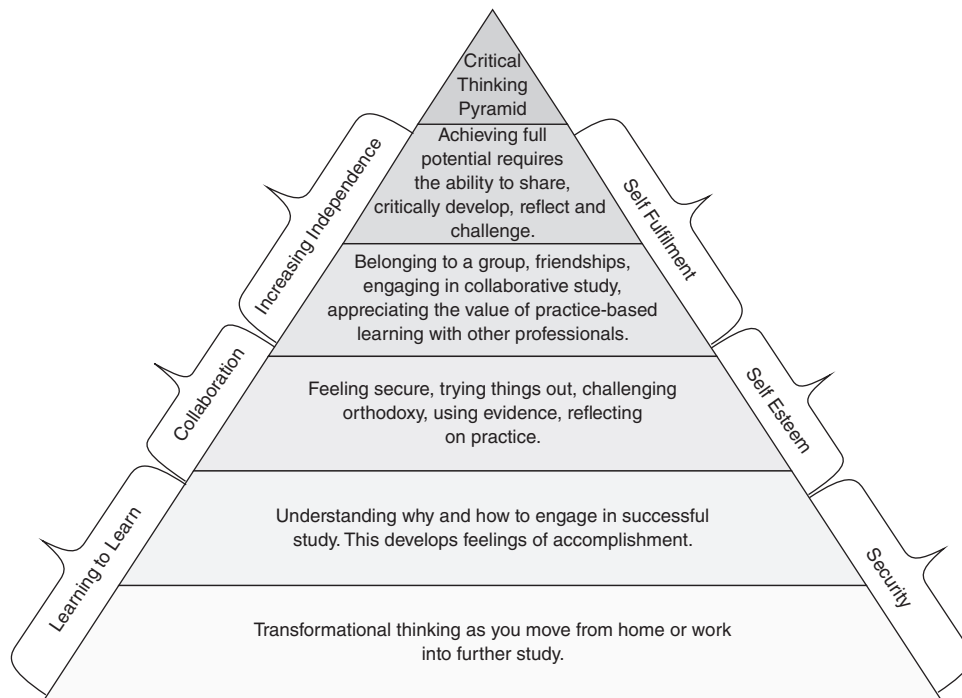 Critical
Thinking
Pyramid
Achieving full
potential requires
the ability to share,
critically develop, reflect and
challenge.
Belonging to a group, friendships,
engaging in collaborative study,
appreciating the value of practice-based
learning with other professionals.
Feeling secure, trying things out, challenging
orthodoxy, using evidence, reflecting
on practice.
Understanding why and how to engage in successful
study. This develops feelings of accomplishment.
Transformational thinking as you move from home or work
into further study.
Increasing Independence
Collaboration
Learning to Learn
Self Fulfilment
Self Esteem
Security